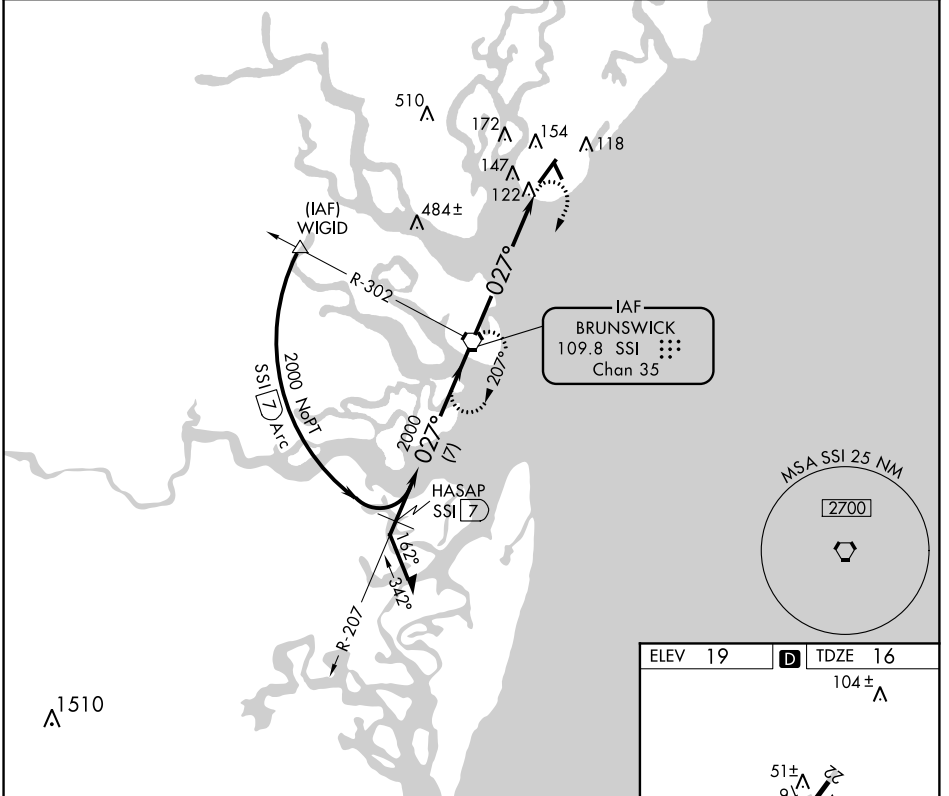 510
172
154
118
147
122
484±
(IAF)
WIGID
R-302
027°
IAF
BRUNSWICK
109.8 SSI
Chan 35
207°
2000 NoPT
SSI 7 Arc
2000
027°
(7)
HASAP
SSI 7
162°
342°
R-207
MSA SSI 25 NM
2700
1510
ELEV 19 D TDZE 16
104±
51±
22